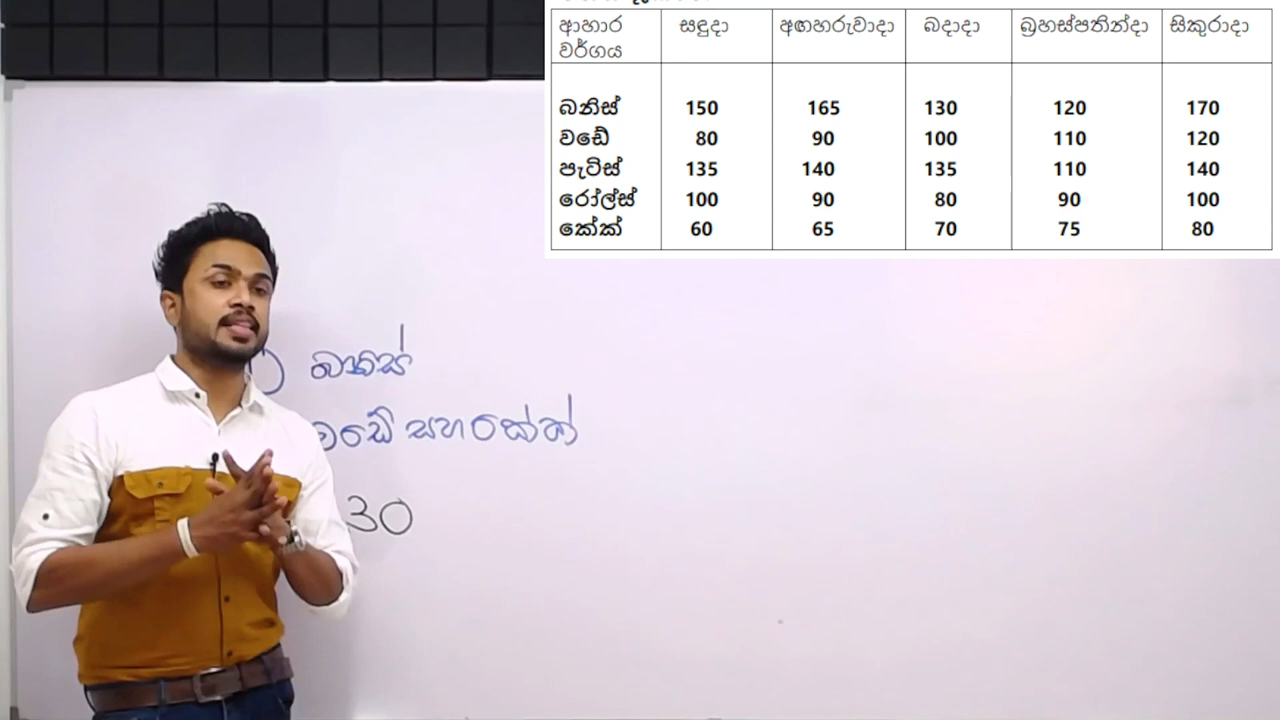 ආහාර වර්ගය සඳුදා අඟහරුවාදා බදාදා බ්‍රහස්පතින්දා සිකුරාදා
බනිස් 150 165 130 120 170
වඩේ 80 90 100 110 120
පැටිස් 135 140 135 110 140
රෝල්ස් 100 90 80 90 100
කේක් 60 65 70 75 80
වඩේ සහ කේක්
30